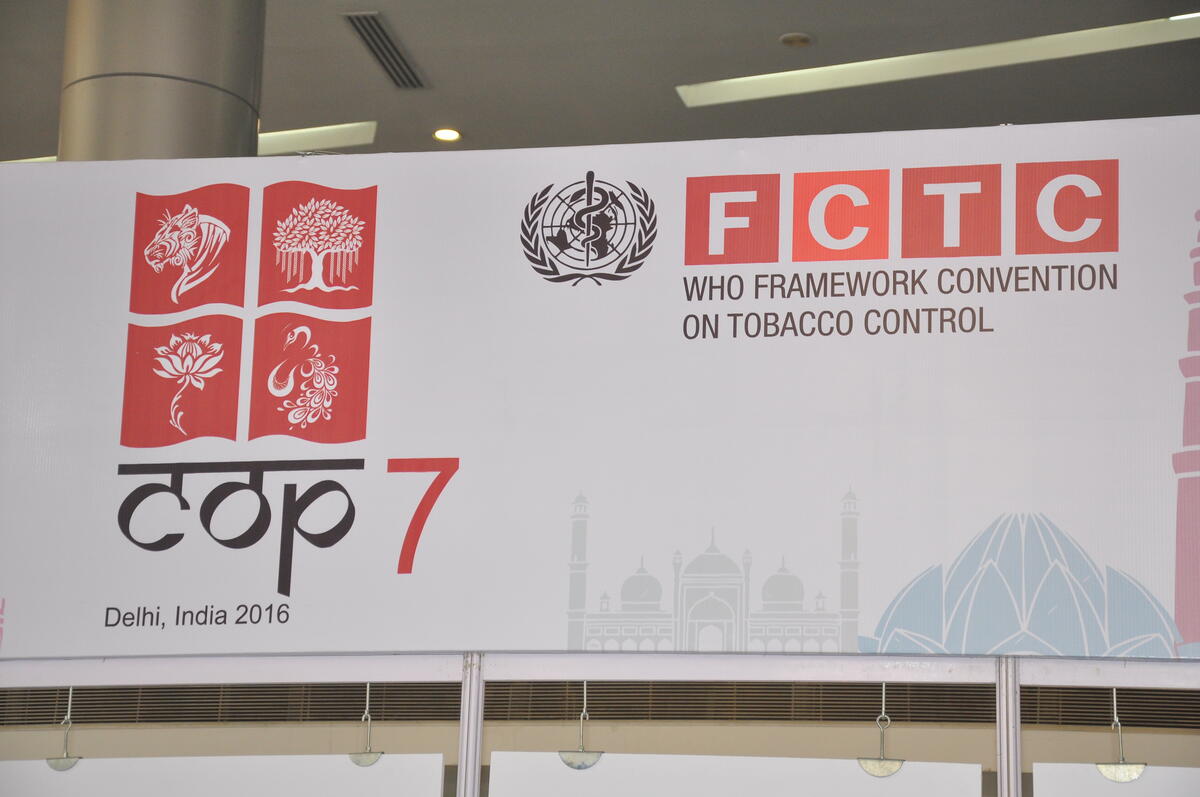 COP 7
Delhi, India 2016
FCTC
WHO FRAMEWORK CONVENTION
ON TOBACCO CONTROL